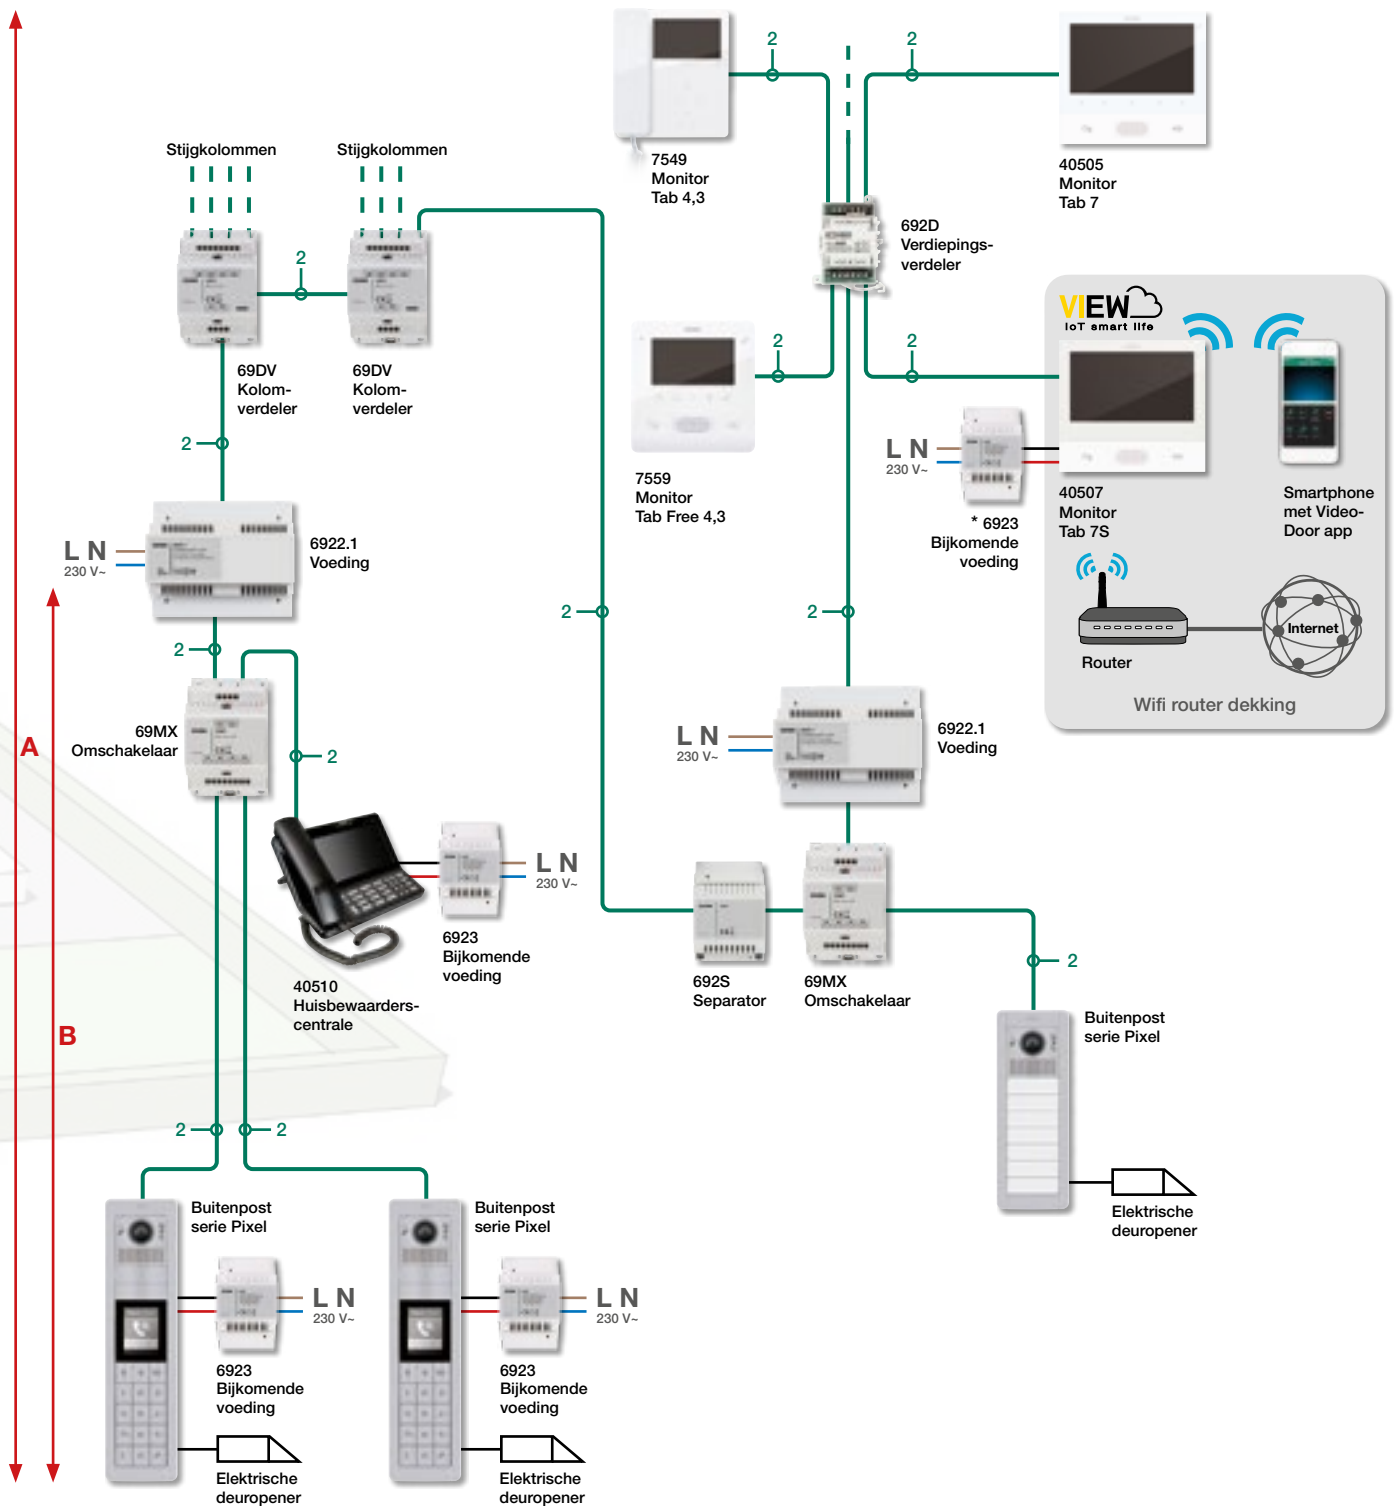 2
2
Stijgkolommen
Stijgkolommen
7549
Monitor
Tab 4,3
40505
Monitor
Tab 7
692D
Verdiepings-
verdeler
2
2
2
VIEW
IoT smart life
69DV
Kolom-
verdeler
69DV
Kolom-
verdeler
2
L N
230 V~
7559
Monitor
Tab Free 4,3
* 6923
Bijkomende
voeding
40507
Monitor
Tab 7S
Smartphone
met Video-
Door app
L N
230 V~
6922.1
Voeding
2
2
Internet
Router
Wifi router dekking
2
69MX
Omschakelaar
2
A
L N
230 V~
6922.1
Voeding
L N
230 V~
6923
Bijkomende
voeding
40510
Huisbewaarders-
centrale
692S
Separator
69MX
Omschakelaar
2
Buitenpost
serie Pixel
B
2
2
Elektrische
deuropener
Buitenpost
serie Pixel
Buitenpost
serie Pixel
L N
230 V~
L N
230 V~
6923
Bijkomende
voeding
6923
Bijkomende
voeding
Elektrische
deuropener
Elektrische
deuropener